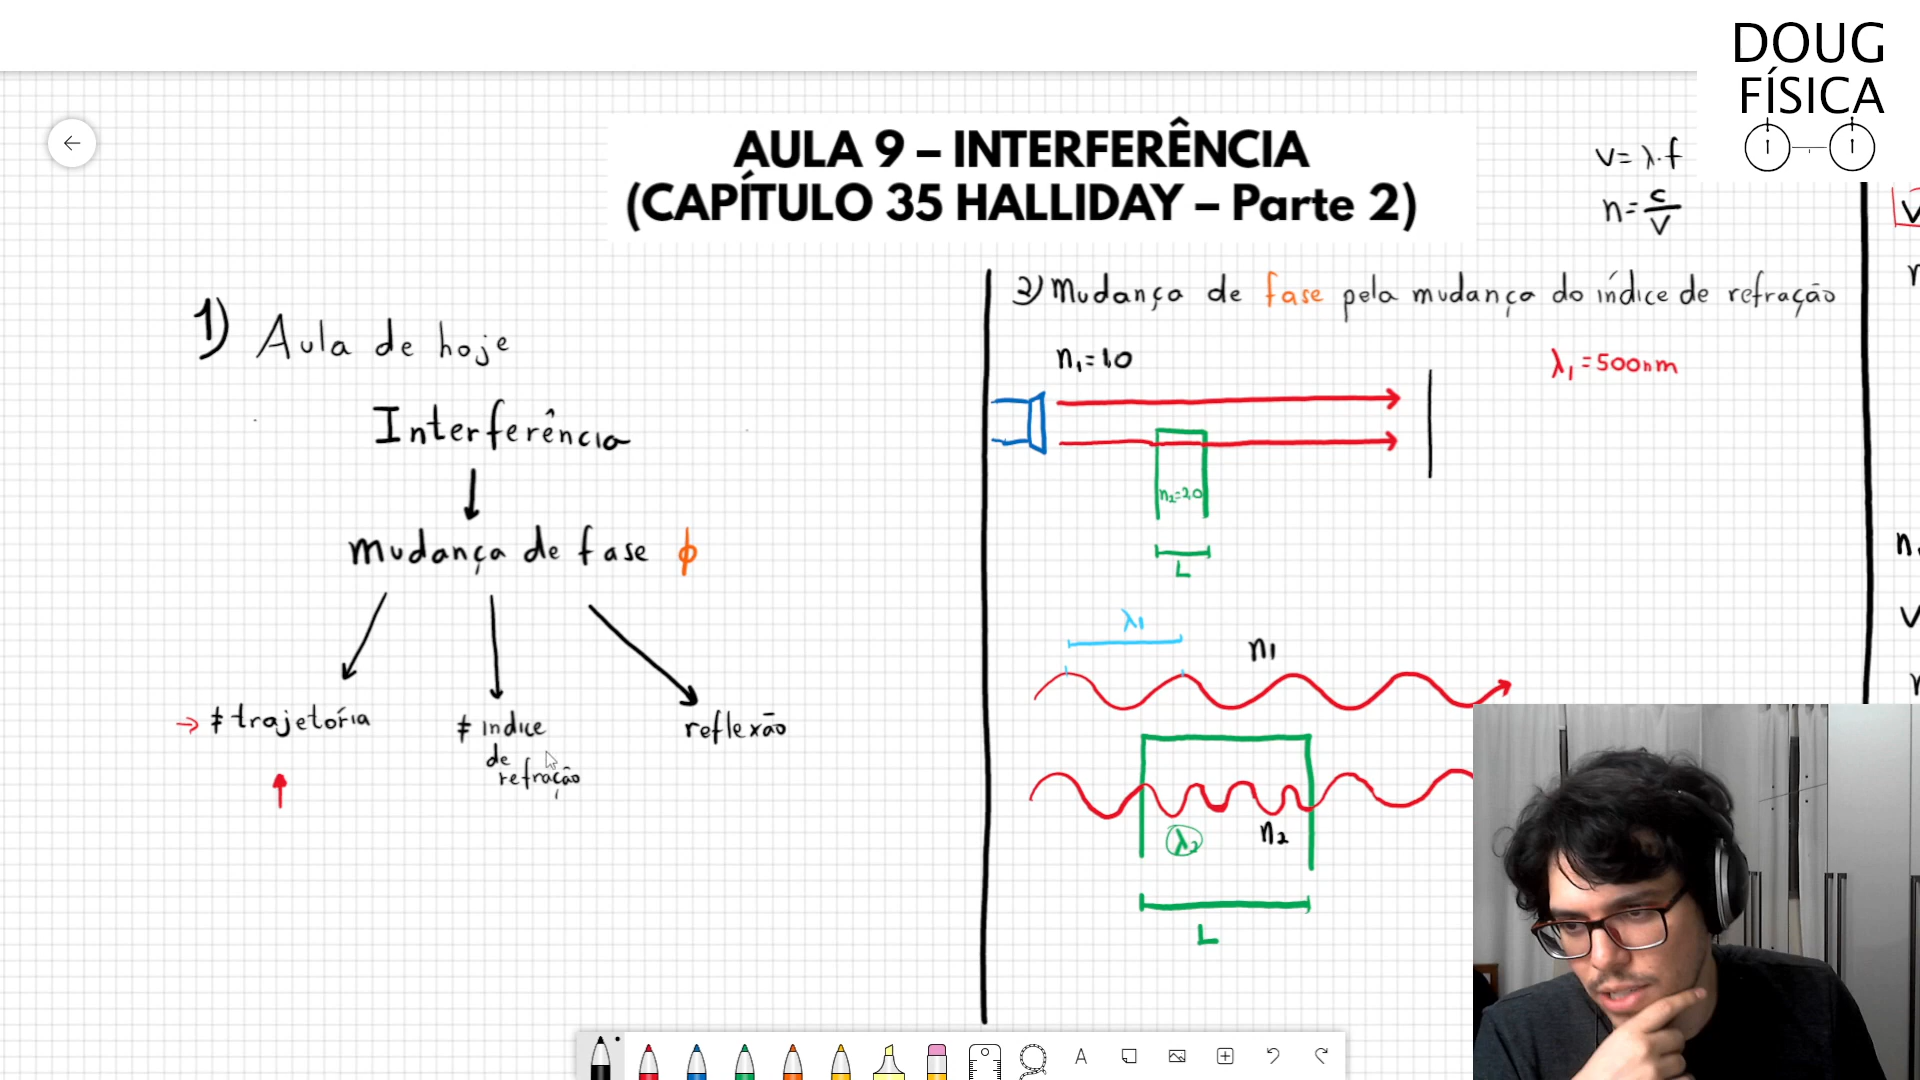 DOUG
FÍSICA
AULA 9 – INTERFERÊNCIA
(CAPÍTULO 35 HALLIDAY – Parte 2)
v=λ.f
n=c/v
1) Aula de hoje
Interferência
mudança de fase ϕ
→ ≠ trajetória
≠ indice
de
refração
reflexão
2) Mudança de fase pela mudança do índice de refração
n₁=1,0
λ₁=500nm
n₂=2,0
L
λ₁
n₁
λ₂
n₂
L
A